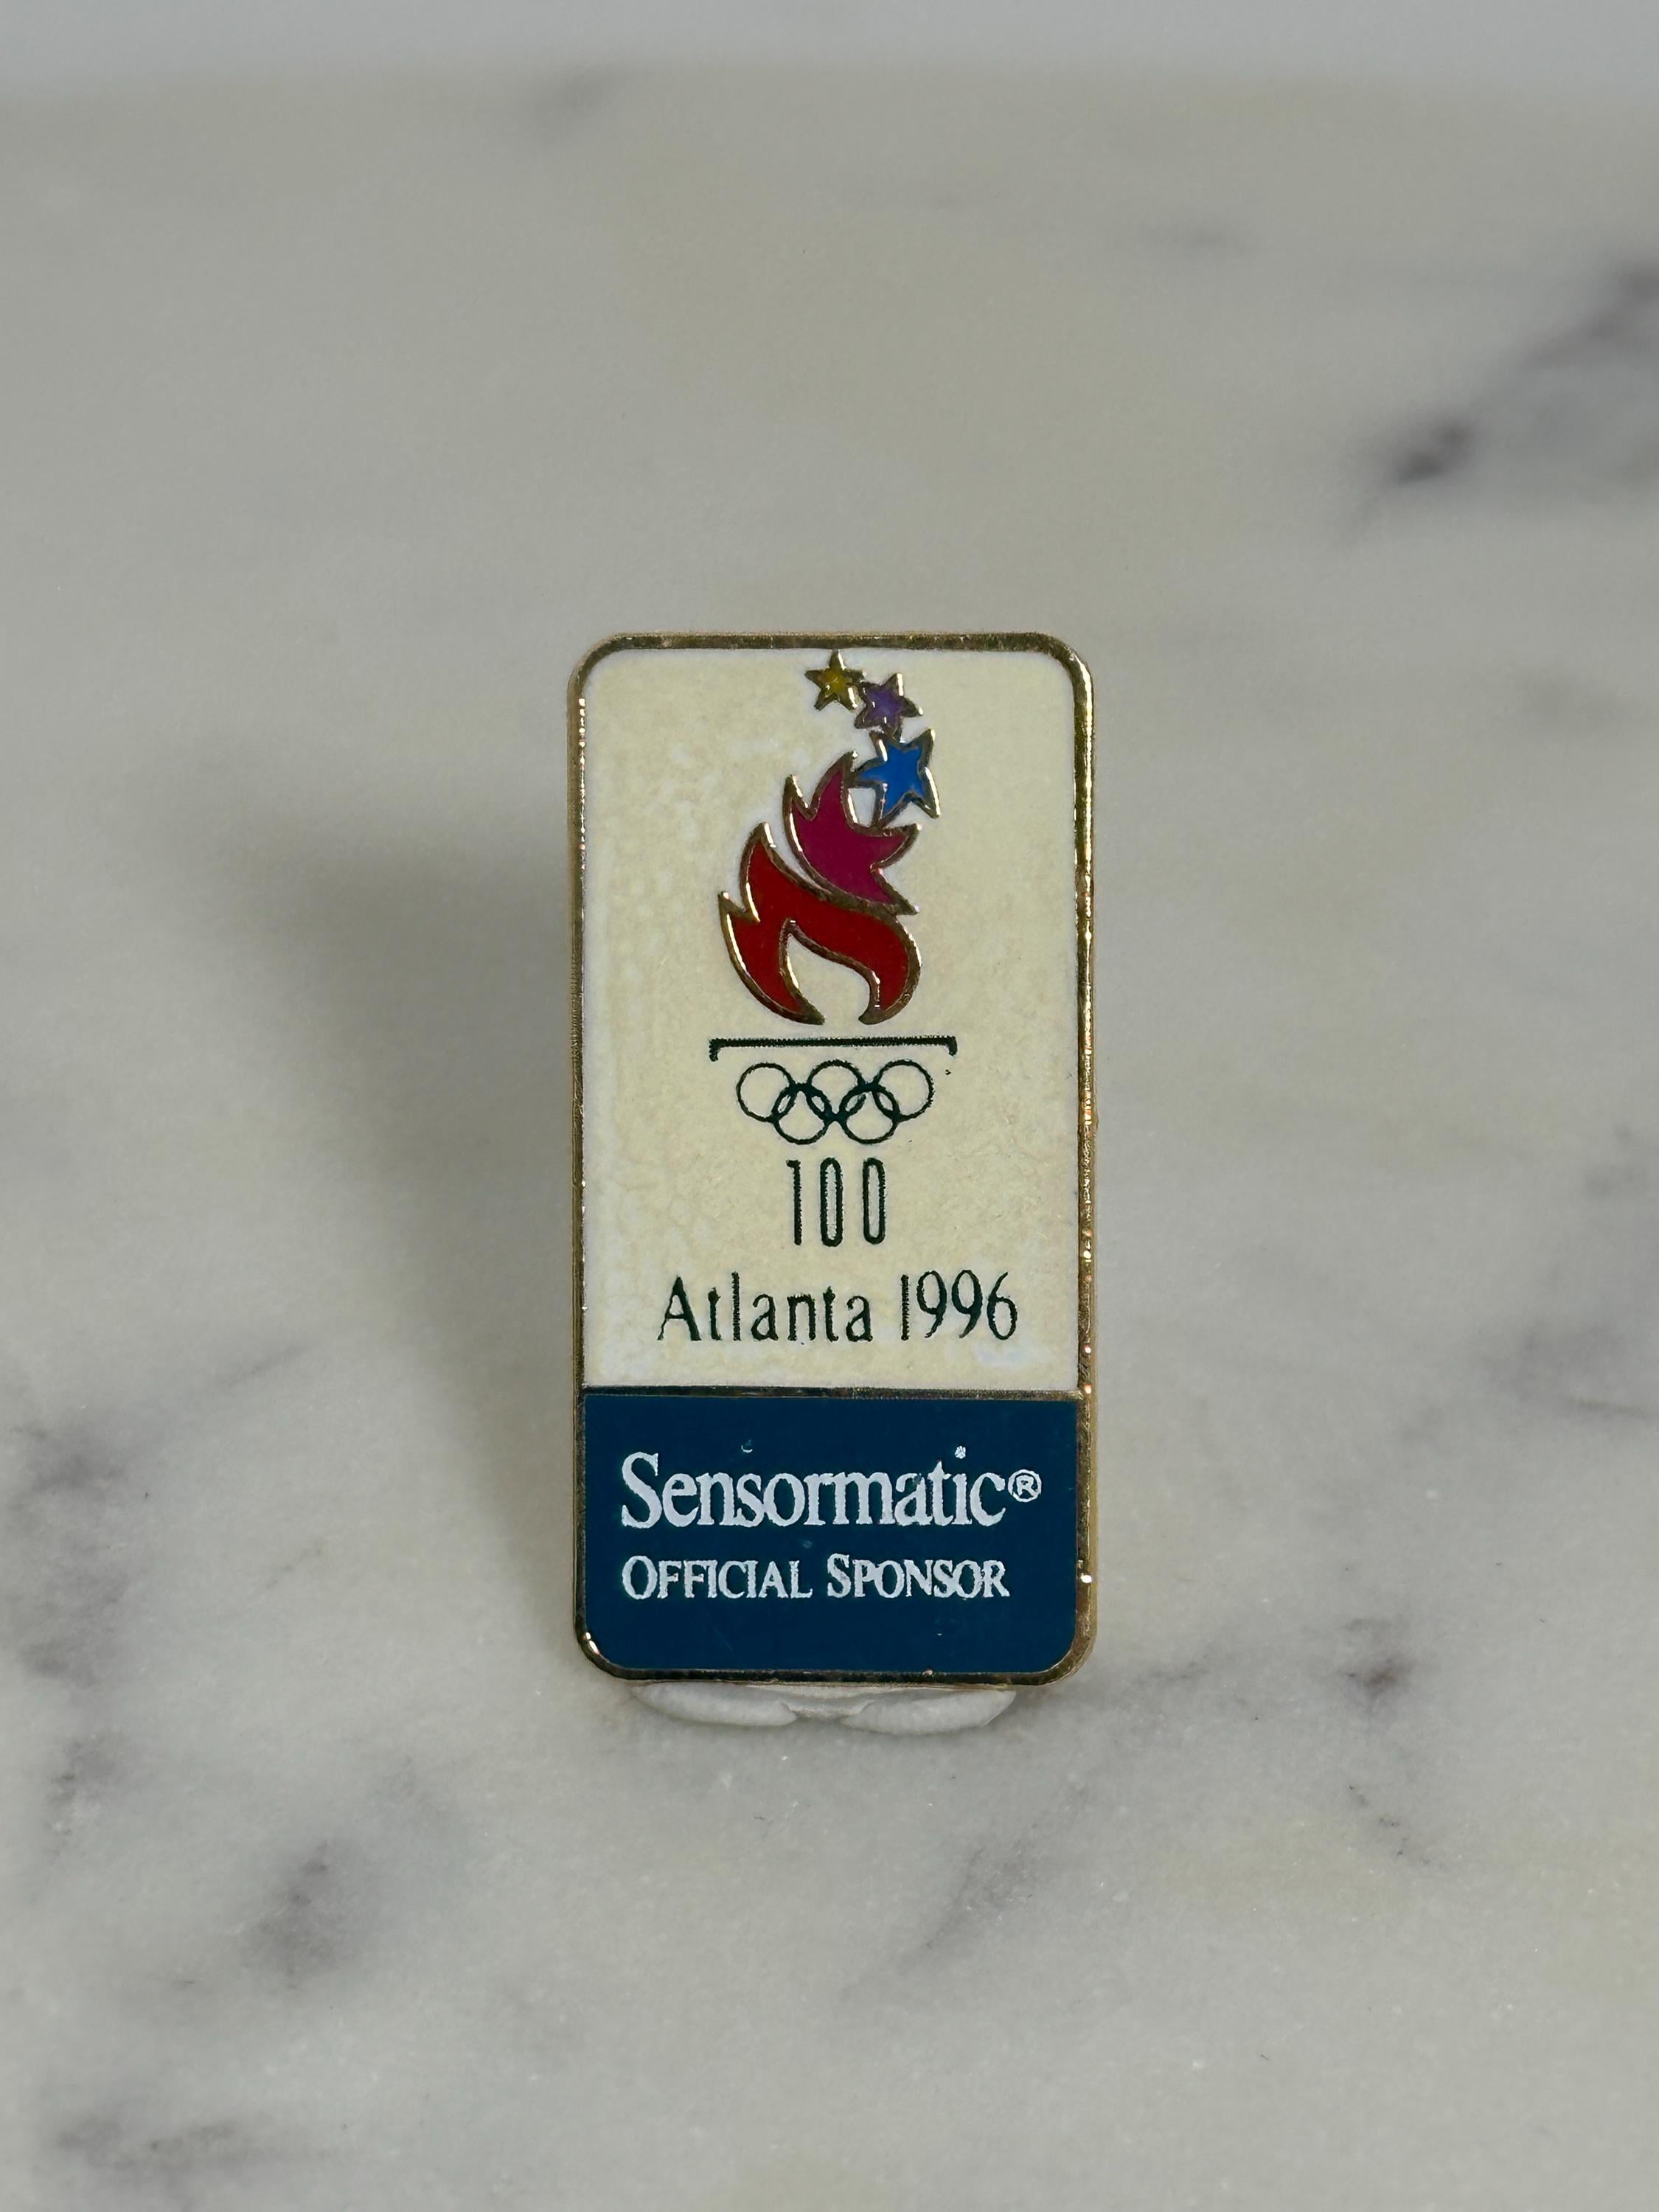 100
Atlanta 1996
Sensormatic®
OFFICIAL SPONSOR